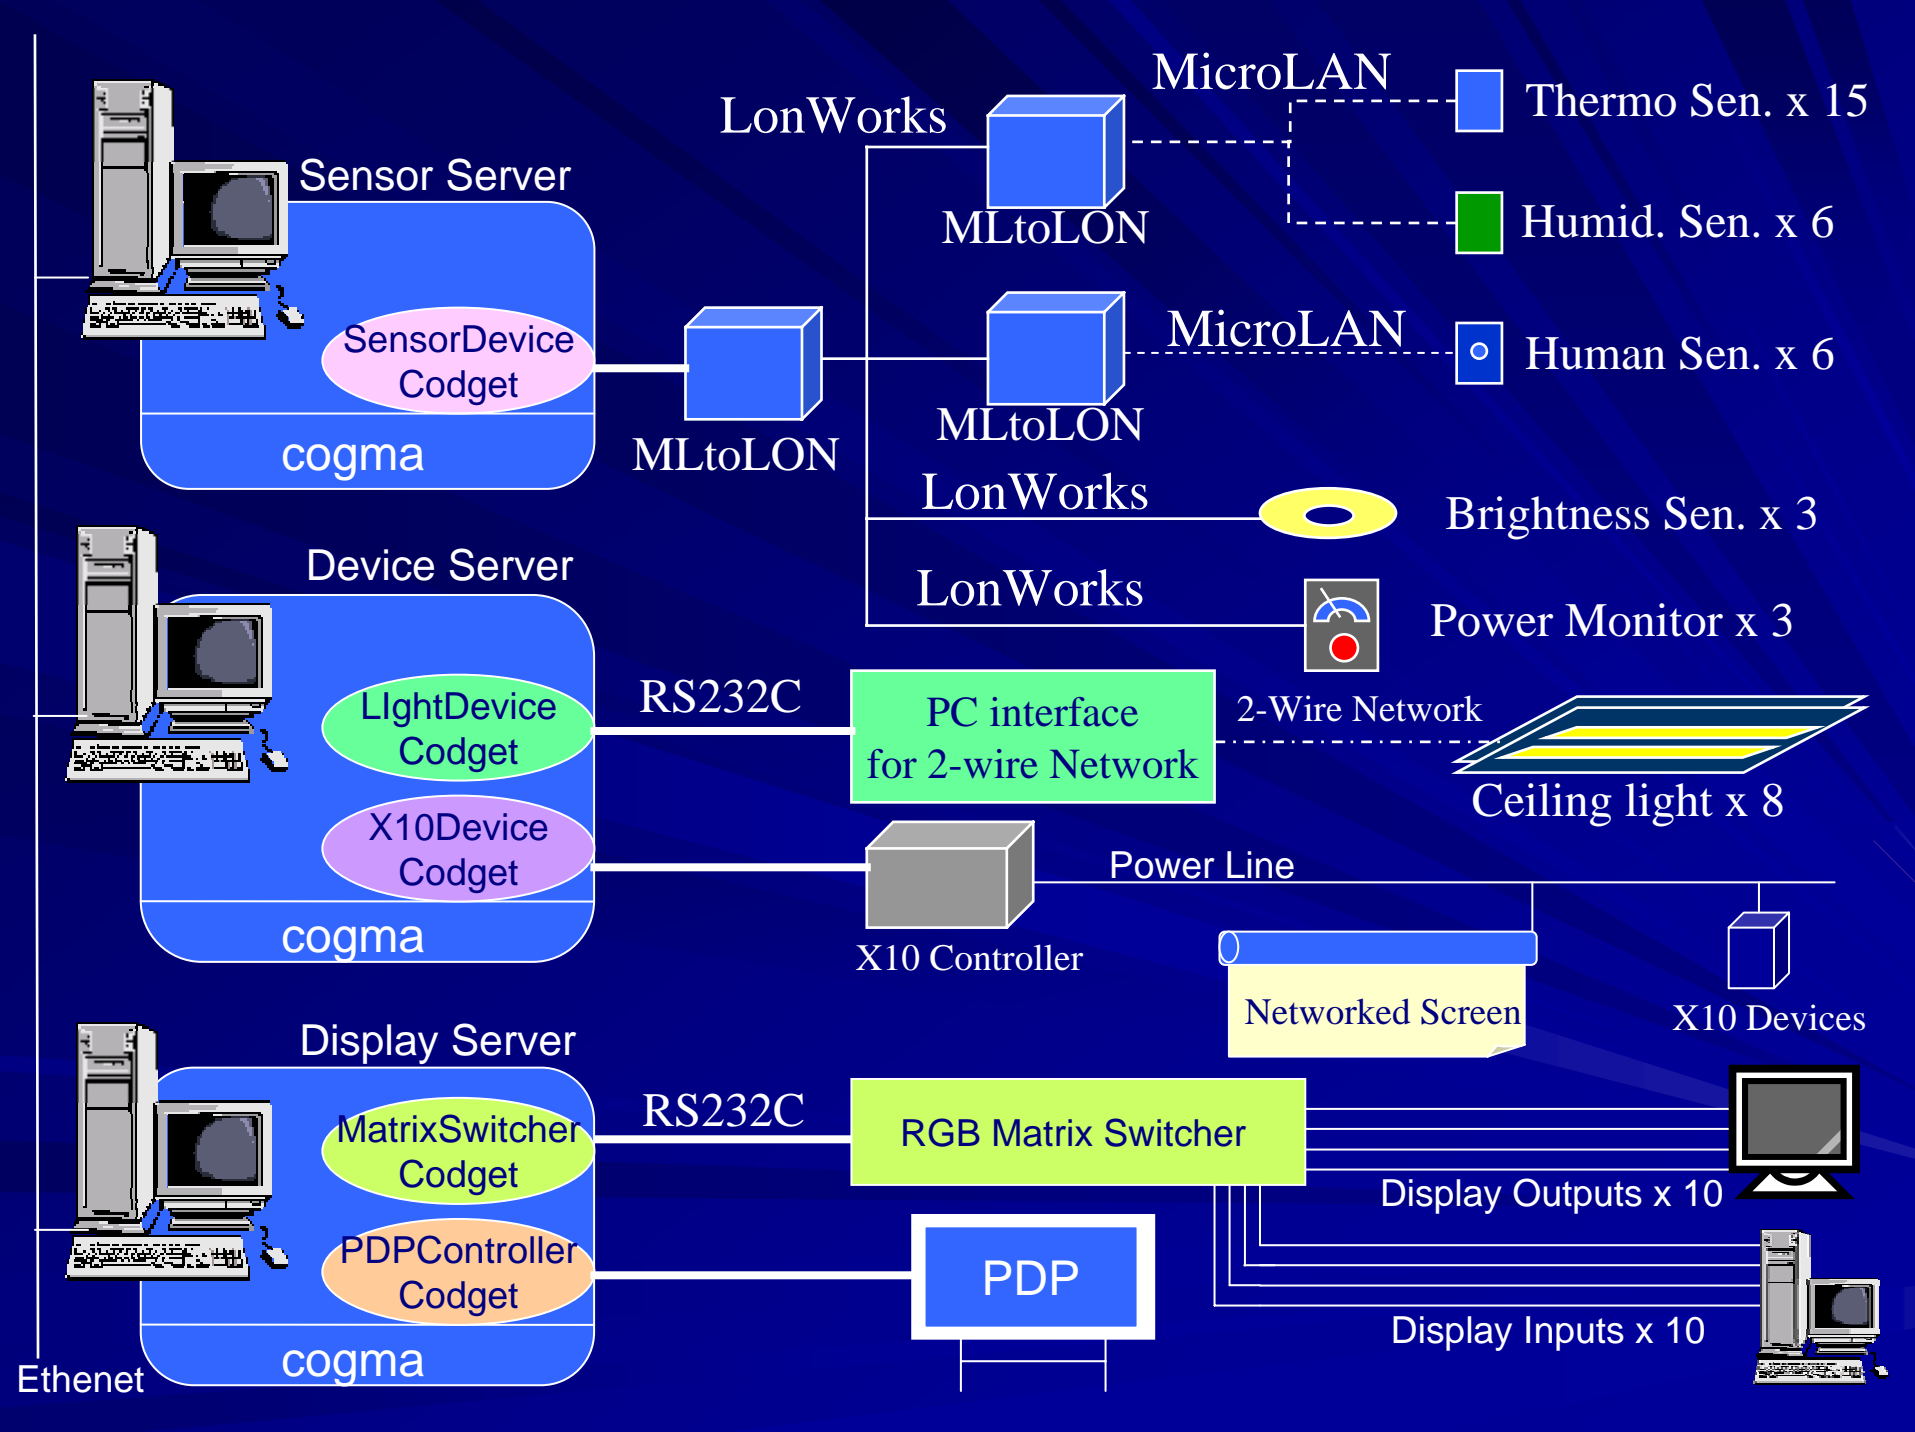 MicroLAN
Thermo Sen. x 15
LonWorks
Sensor Server
MLtoLON
Humid. Sen. x 6
SensorDevice
Codget
MicroLAN
Human Sen. x 6
MLtoLON
cogma
MLtoLON
LonWorks
Brightness Sen. x 3
Device Server
LonWorks
Power Monitor x 3
LIghtDevice
Codget
RS232C
PC interface
for 2-wire Network
2-Wire Network
Ceiling light x 8
X10Device
Codget
Power Line
cogma
X10 Controller
Networked Screen
X10 Devices
Display Server
MatrixSwitcher
Codget
RS232C
RGB Matrix Switcher
Display Outputs x 10
PDPController
Codget
PDP
Display Inputs x 10
cogma
Ethenet